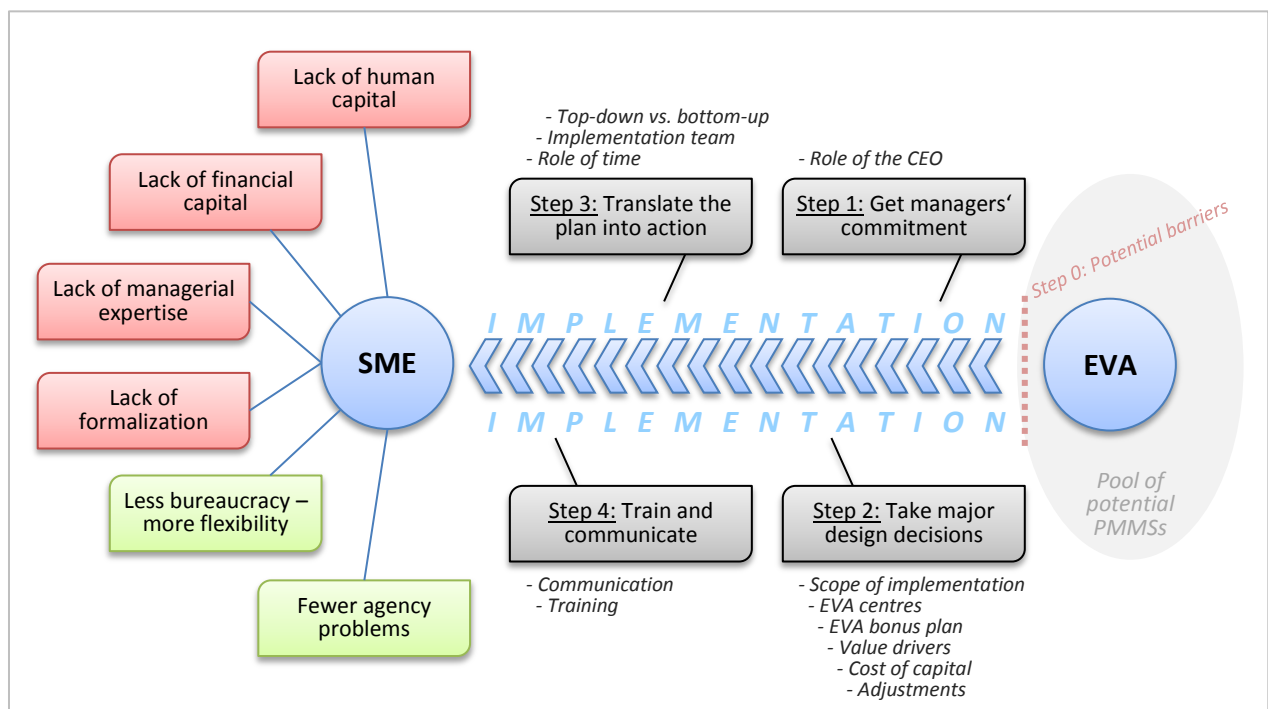 Lack of human
capital
Lack of financial
capital
Lack of managerial
expertise
Lack of
formalization
Less bureaucracy –
more flexibility
Fewer agency
problems
SME
- Top-down vs. bottom-up
- Implementation team
- Role of time
Step 3: Translate the
plan into action
- Role of the CEO
Step 1: Get managers‘
commitment
I M P L E M E N T A T I O N
I M P L E M E N T A T I O N
Step 4: Train and
communicate
- Communication
- Training
Step 2: Take major
design decisions
- Scope of implementation
- EVA centres
- EVA bonus plan
- Value drivers
- Cost of capital
- Adjustments
Step 0: Potential barriers
EVA
Pool of
potential
PMMSs